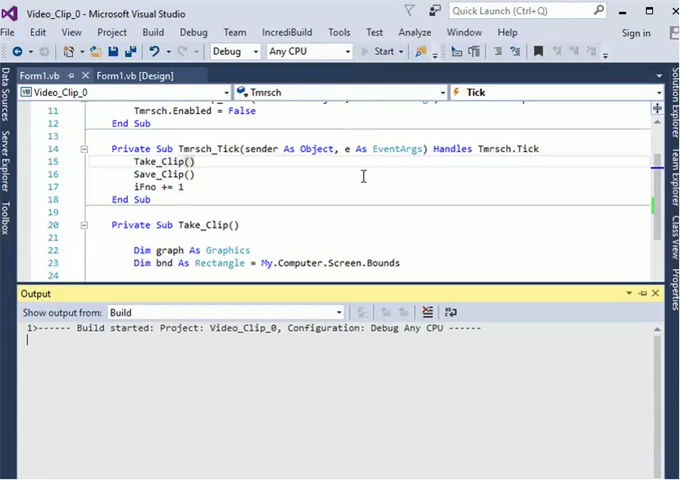 Video_Clip_0 - Microsoft Visual Studio
Quick Launch (Ctrl+Q)
File Edit View Project Build Debug Team IncrediBuild Tools Test Analyze Window Help Sign in
Debug Any CPU Start
Form1.vb Form1.vb [Design]
Video_Clip_0 Tmrsch Tick
11 Tmrsch.Enabled = False
12 End Sub
13
14 Private Sub Tmrsch_Tick(sender As Object, e As EventArgs) Handles Tmrsch.Tick
15 Take_Clip()
16 Save_Clip()
17 iFno += 1
18 End Sub
19
20 Private Sub Take_Clip()
21
22 Dim graph As Graphics
23 Dim bnd As Rectangle = My.Computer.Screen.Bounds
24
Data Sources
Server Explorer
Toolbox
Solution Explorer
Team Explorer
Class View
Properties
Output
Show output from: Build
1>------ Build started: Project: Video_Clip_0, Configuration: Debug Any CPU ------